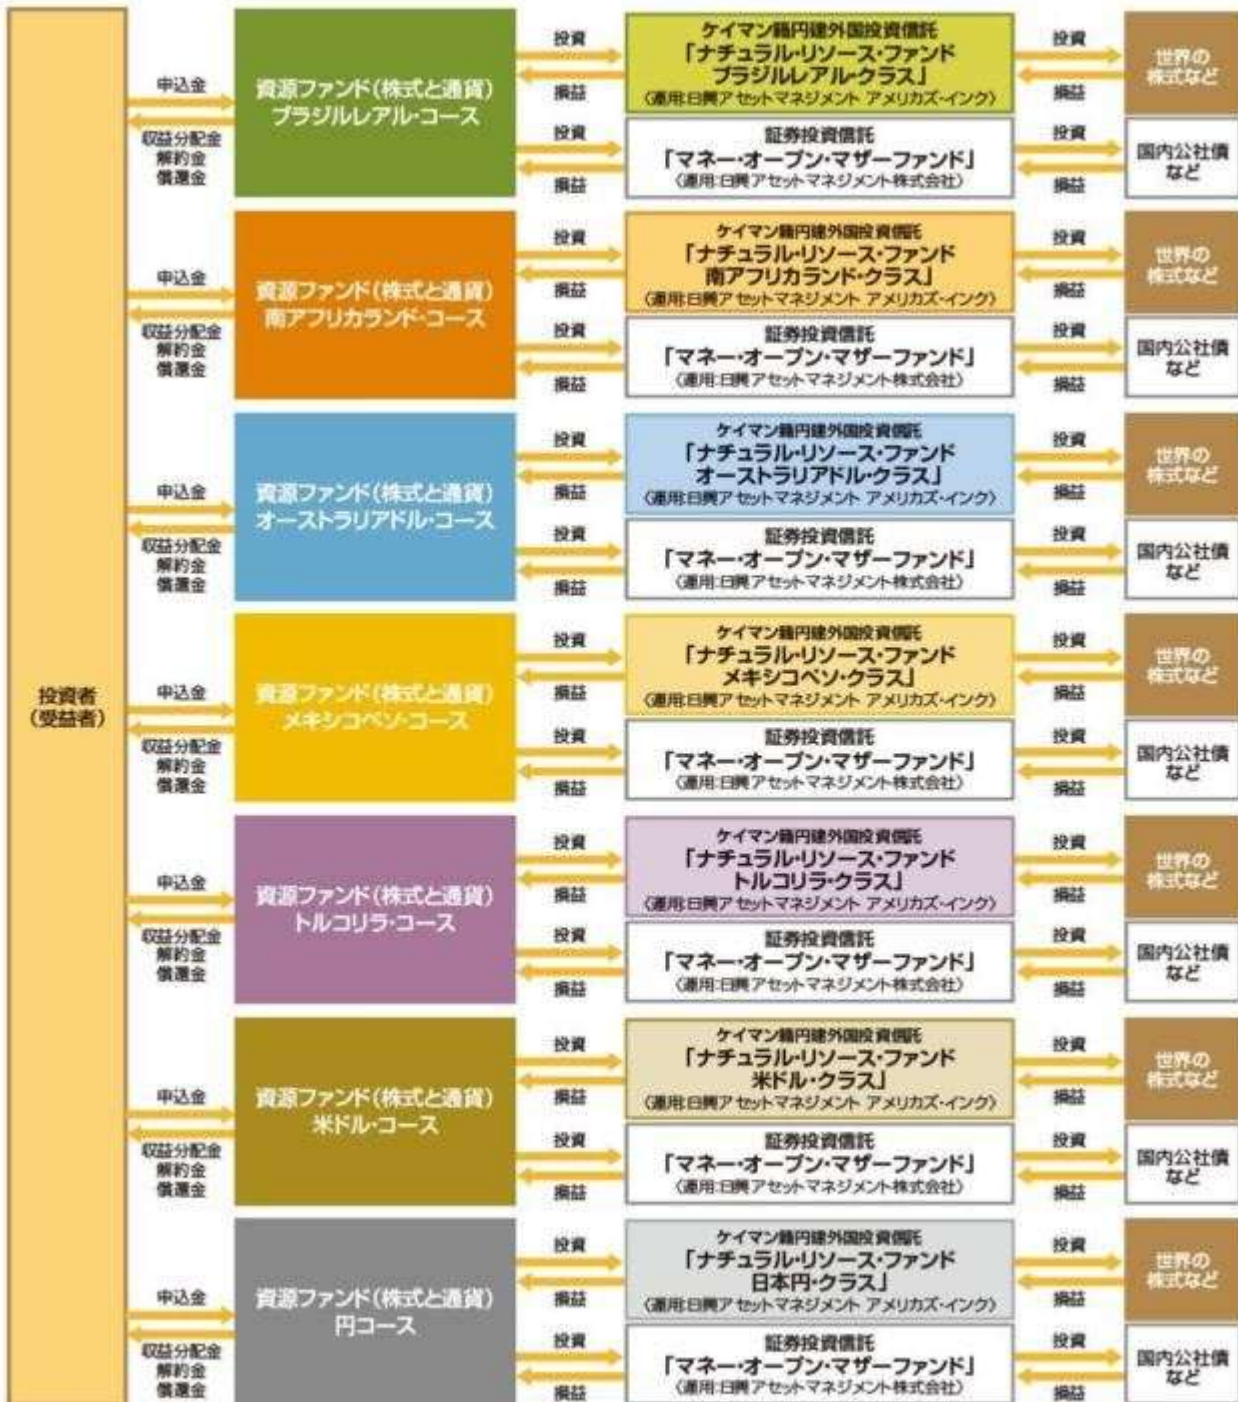 投資者
(受益者)
申込金
収益分配金
解約金
償還金
資源ファンド(株式と通貨)
ブラジルレアル・コース
投資
損益
ケイマン籍円建外国投資信託
「ナチュラル・リソース・ファンド
ブラジルレアル・クラス」
〈運用:日興アセットマネジメント アメリカズ・インク〉
投資
損益
世界の
株式など
投資
損益
証券投資信託
「マネー・オープン・マザーファンド」
〈運用:日興アセットマネジメント株式会社〉
投資
損益
国内公社債
など
申込金
収益分配金
解約金
償還金
資源ファンド(株式と通貨)
南アフリカランド・コース
投資
損益
ケイマン籍円建外国投資信託
「ナチュラル・リソース・ファンド
南アフリカランド・クラス」
〈運用:日興アセットマネジメント アメリカズ・インク〉
投資
損益
世界の
株式など
投資
損益
証券投資信託
「マネー・オープン・マザーファンド」
〈運用:日興アセットマネジメント株式会社〉
投資
損益
国内公社債
など
申込金
収益分配金
解約金
償還金
資源ファンド(株式と通貨)
オーストラリアドル・コース
投資
損益
ケイマン籍円建外国投資信託
「ナチュラル・リソース・ファンド
オーストラリアドル・クラス」
〈運用:日興アセットマネジメント アメリカズ・インク〉
投資
損益
世界の
株式など
投資
損益
証券投資信託
「マネー・オープン・マザーファンド」
〈運用:日興アセットマネジメント株式会社〉
投資
損益
国内公社債
など
申込金
収益分配金
解約金
償還金
資源ファンド(株式と通貨)
メキシコペソ・コース
投資
損益
ケイマン籍円建外国投資信託
「ナチュラル・リソース・ファンド
メキシコペソ・クラス」
〈運用:日興アセットマネジメント アメリカズ・インク〉
投資
損益
世界の
株式など
投資
損益
証券投資信託
「マネー・オープン・マザーファンド」
〈運用:日興アセットマネジメント株式会社〉
投資
損益
国内公社債
など
申込金
収益分配金
解約金
償還金
資源ファンド(株式と通貨)
トルコリラ・コース
投資
損益
ケイマン籍円建外国投資信託
「ナチュラル・リソース・ファンド
トルコリラ・クラス」
〈運用:日興アセットマネジメント アメリカズ・インク〉
投資
損益
世界の
株式など
投資
損益
証券投資信託
「マネー・オープン・マザーファンド」
〈運用:日興アセットマネジメント株式会社〉
投資
損益
国内公社債
など
申込金
収益分配金
解約金
償還金
資源ファンド(株式と通貨)
米ドル・コース
投資
損益
ケイマン籍円建外国投資信託
「ナチュラル・リソース・ファンド
米ドル・クラス」
〈運用:日興アセットマネジメント アメリカズ・インク〉
投資
損益
世界の
株式など
投資
損益
証券投資信託
「マネー・オープン・マザーファンド」
〈運用:日興アセットマネジメント株式会社〉
投資
損益
国内公社債
など
申込金
収益分配金
解約金
償還金
資源ファンド(株式と通貨)
円コース
投資
損益
ケイマン籍円建外国投資信託
「ナチュラル・リソース・ファンド
日本円・クラス」
〈運用:日興アセットマネジメント アメリカズ・インク〉
投資
損益
世界の
株式など
投資
損益
証券投資信託
「マネー・オープン・マザーファンド」
〈運用:日興アセットマネジメント株式会社〉
投資
損益
国内公社債
など